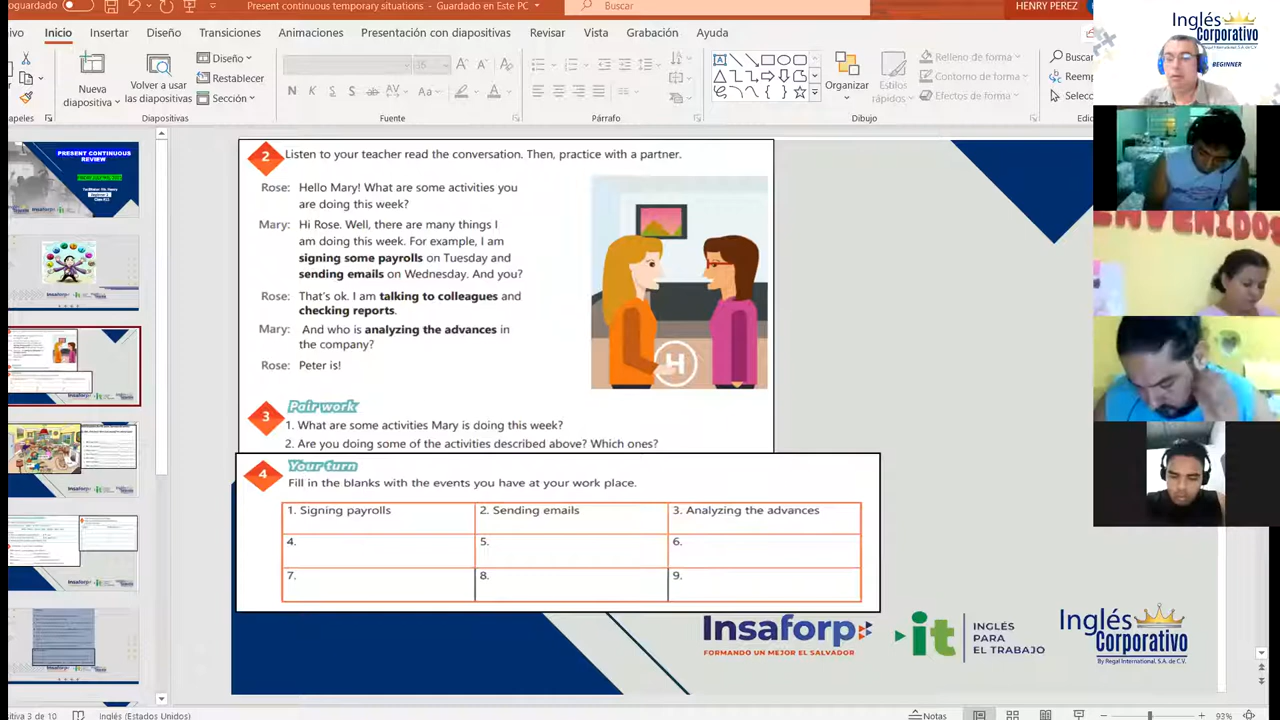 oguardado
Present continuous temporary situations. - Guardado en Este PC
Buscar
HENRY PEREZ
ivo
Inicio
Insertar
Diseño
Transiciones
Animaciones
Presentación con diapositivas
Revisar
Vista
Grabación
Ayuda
Nueva
diapositiva
Volver a usar
las diapositivas
Diseño
Restablecer
Sección
Organizar
Estilos
rápidos
Relleno de forma
Contorno de forma
Efectos de forma
Buscar
Reemp
Selecc
apeles
Diapositivas
Fuente
Párrafo
Dibujo
Edic
Inglés
Corporativo
BEGINNER
PRESENT CONTINUOUS
REVIEW
2
Listen to your teacher read the conversation. Then, practice with a partner.
Rose: Hello Mary! What are some activities you
are doing this week?
Mary: Hi Rose. Well, there are many things I
am doing this week. For example, I am
signing some payrolls on Tuesday and
sending emails on Wednesday. And you?
Rose: That's ok. I am talking to colleagues and
checking reports.
Mary: And who is analyzing the advances in
the company?
Rose: Peter is!
H
3
Pair work
1. What are some activities Mary is doing this week?
2. Are you doing some of the activities described above? Which ones?
4
Your turn
Fill in the blanks with the events you have at your work place.
1. Signing payrolls
2. Sending emails
3. Analyzing the advances
4.
5.
6.
7.
8.
9.
Insaforp
FORMANDO UN MEJOR EL SALVADOR
it
INGLÉS
PARA
EL TRABAJO
Inglés
Corporativo
By Regal International, S.A. de C.V.
ENVENIDOS
sitiva 3 de 10
Inglés (Estados Unidos)
Notas
93%